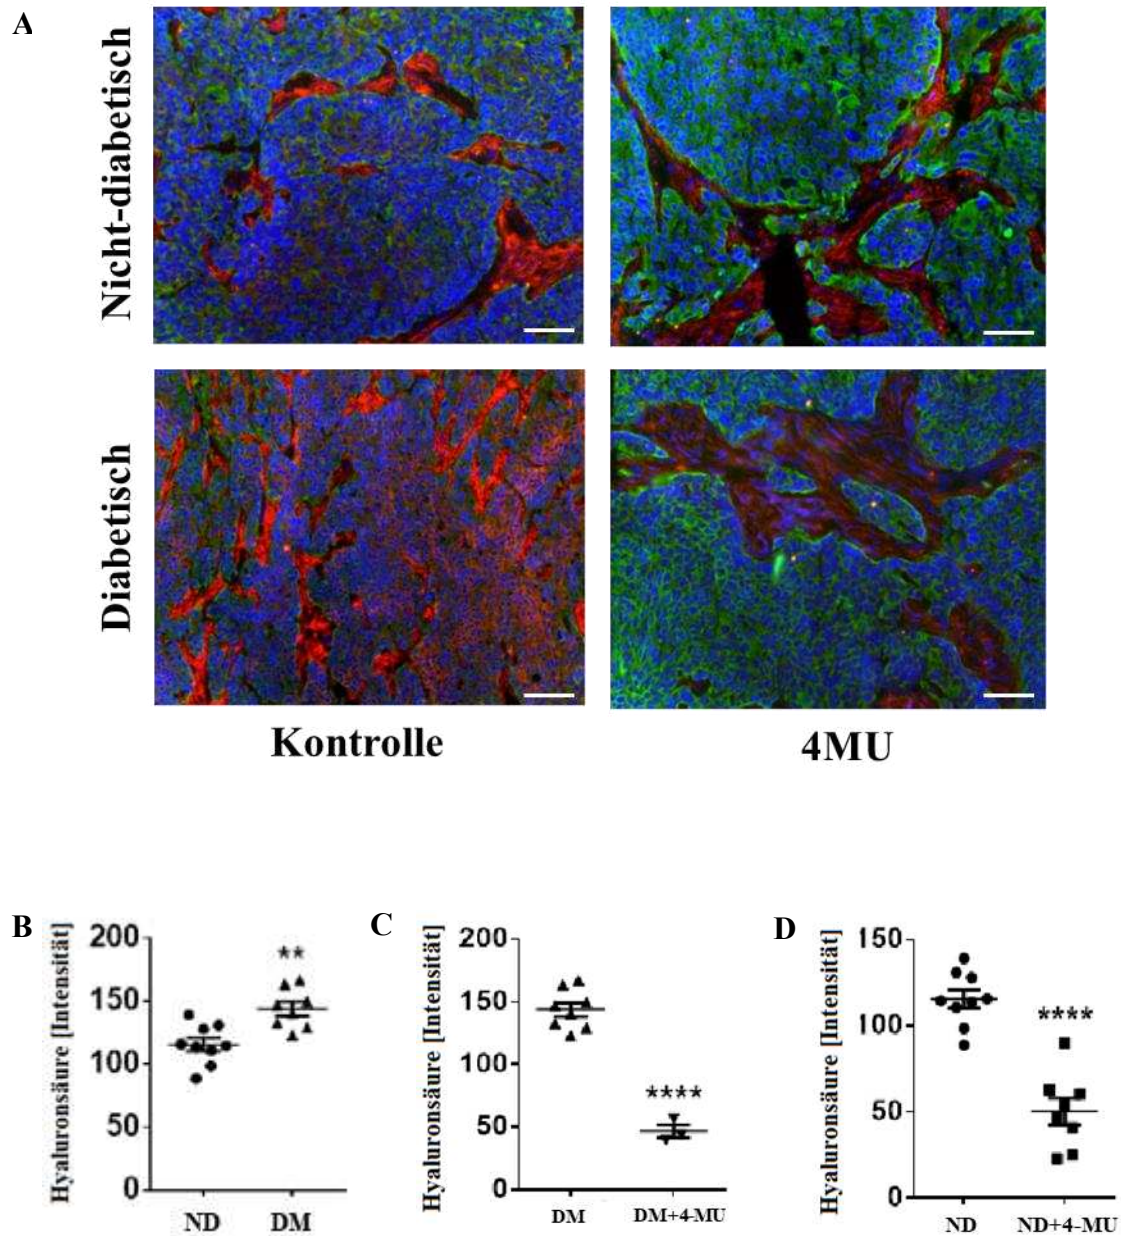 A
Nicht-diabetisch
Diabetisch
Kontrolle
4MU
B
Hyaluronsäure [Intensität]
200
150
100
50
0
**
ND
DM
C
Hyaluronsäure [Intensität]
200
150
100
50
0
****
DM
DM+4-MU
D
Hyaluronsäure [Intensität]
150
100
50
0
****
ND
ND+4-MU